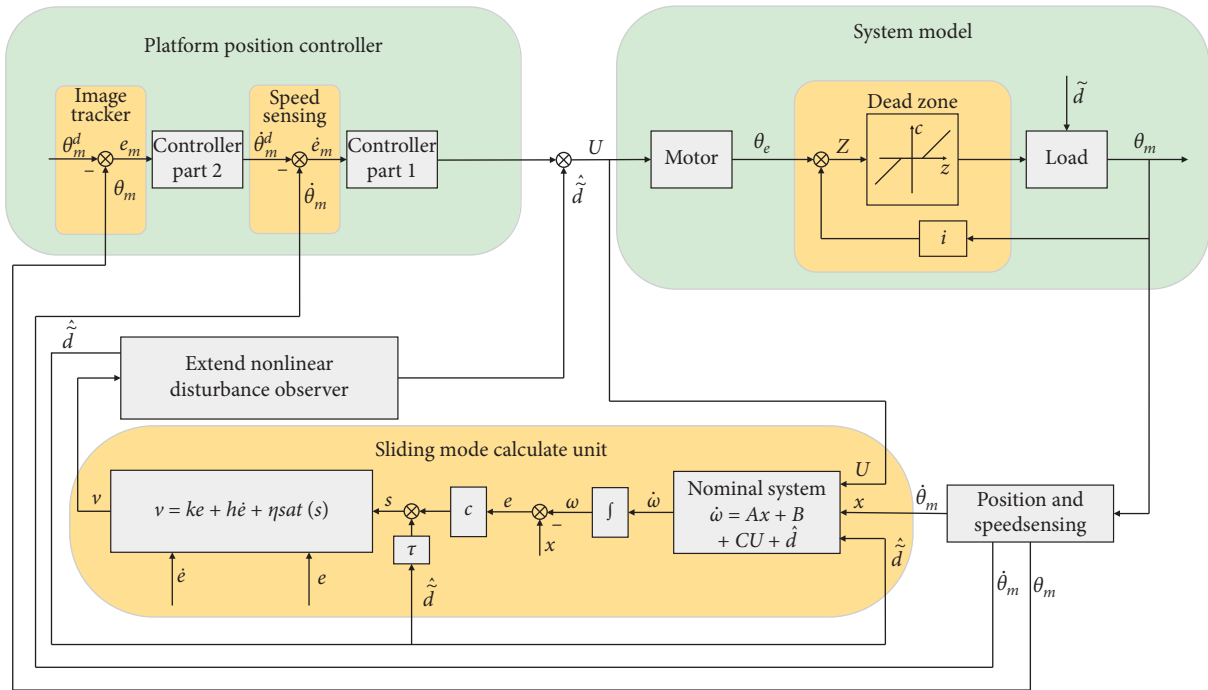 Platform position controller
System model
Image
tracker
Speed
sensing
Dead zone
d̃
θ_m^d
e_m
−
θ_m
Controller
part 2
θ̇_m^d
ė_m
−
θ̇_m
Controller
part 1
U
d̃̂
Motor
θ_e
Z
c
z
Load
θ_m
i
d̃̂
Extend nonlinear
disturbance observer
Sliding mode calculate unit
v
v = ke + hė + ηsat (s)
ė
e
s
τ
d̃̂
c
e
ω
−
x
∫
ω̇
Nominal system
ω̇ = Ax + B
+ CU + d̂
U
x
d̃̂
θ̇_m
Position and
speedsensing
θ̇_m
θ_m